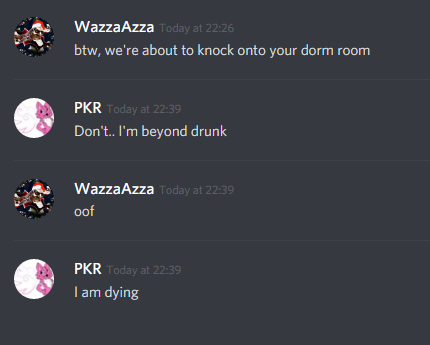 WazzaAzza Today at 22:26
btw, we're about to knock onto your dorm room
PKR Today at 22:39
Don't.. I'm beyond drunk
WazzaAzza Today at 22:39
oof
PKR Today at 22:39
I am dying